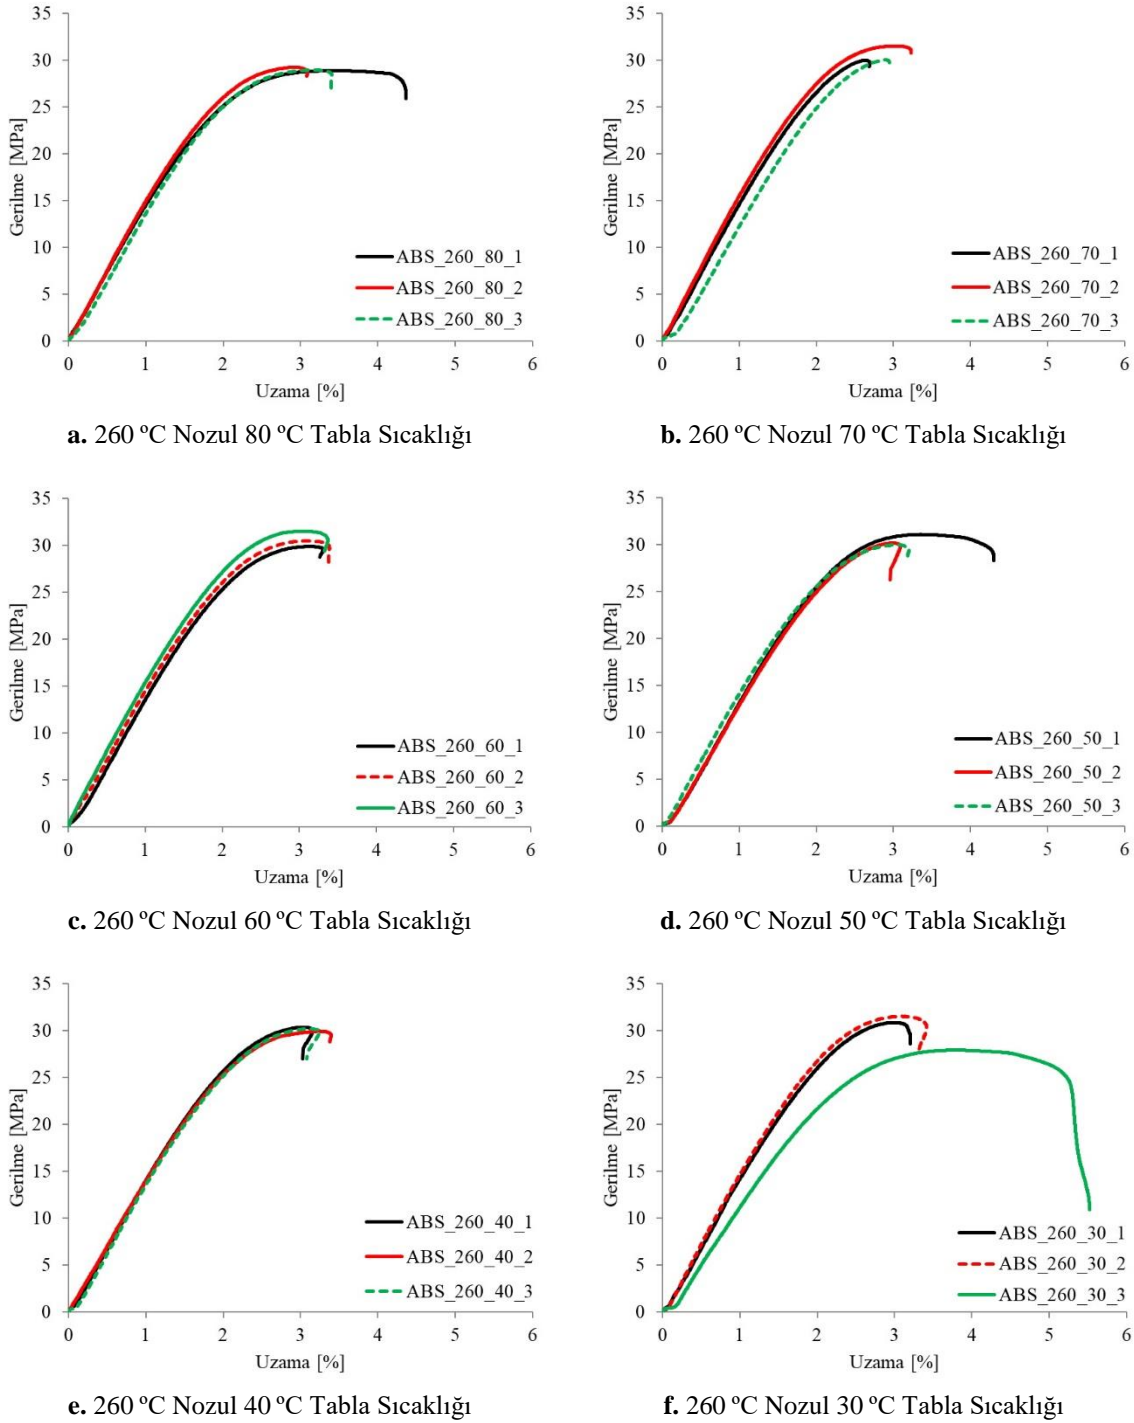 35
30
25
20
15
10
5
0
Gerilme [MPa]
ABS_260_80_1
ABS_260_80_2
ABS_260_80_3
0 1 2 3 4 5 6
Uzama [%]
a. 260 ºC Nozul 80 ºC Tabla Sıcaklığı
35
30
25
20
15
10
5
0
Gerilme [MPa]
ABS_260_70_1
ABS_260_70_2
ABS_260_70_3
0 1 2 3 4 5 6
Uzama [%]
b. 260 ºC Nozul 70 ºC Tabla Sıcaklığı
35
30
25
20
15
10
5
0
Gerilme [MPa]
ABS_260_60_1
ABS_260_60_2
ABS_260_60_3
0 1 2 3 4 5 6
Uzama [%]
c. 260 ºC Nozul 60 ºC Tabla Sıcaklığı
35
30
25
20
15
10
5
0
Gerilme [MPa]
ABS_260_50_1
ABS_260_50_2
ABS_260_50_3
0 1 2 3 4 5 6
Uzama [%]
d. 260 ºC Nozul 50 ºC Tabla Sıcaklığı
35
30
25
20
15
10
5
0
Gerilme [MPa]
ABS_260_40_1
ABS_260_40_2
ABS_260_40_3
0 1 2 3 4 5 6
Uzama [%]
e. 260 ºC Nozul 40 ºC Tabla Sıcaklığı
35
30
25
20
15
10
5
0
Gerilme [MPa]
ABS_260_30_1
ABS_260_30_2
ABS_260_30_3
0 1 2 3 4 5 6
Uzama [%]
f. 260 ºC Nozul 30 ºC Tabla Sıcaklığı